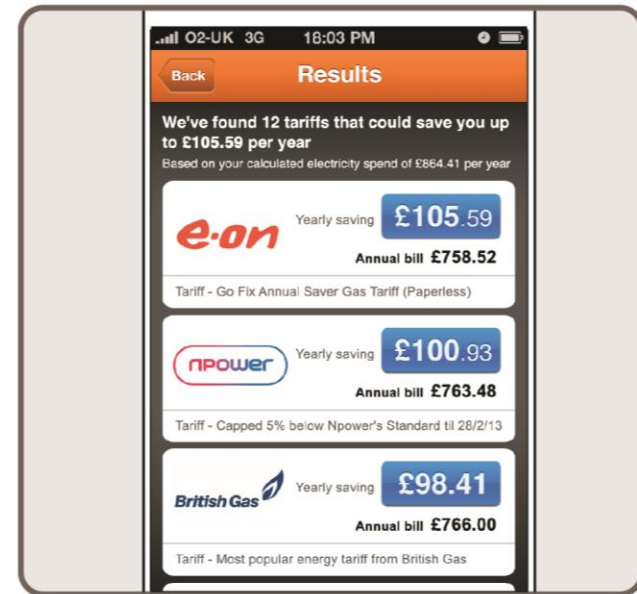 O2-UK 3G 18:03 PM
Back
Results
We've found 12 tariffs that could save you up
to £105.59 per year
Based on your calculated electricity spend of £864.41 per year
e·on
Yearly saving £105.59
Annual bill £758.52
Tariff - Go Fix Annual Saver Gas Tariff (Paperless)
npower
Yearly saving £100.93
Annual bill £763.48
Tariff - Capped 5% below Npower's Standard til 28/2/13
British Gas
Yearly saving £98.41
Annual bill £766.00
Tariff - Most popular energy tariff from British Gas